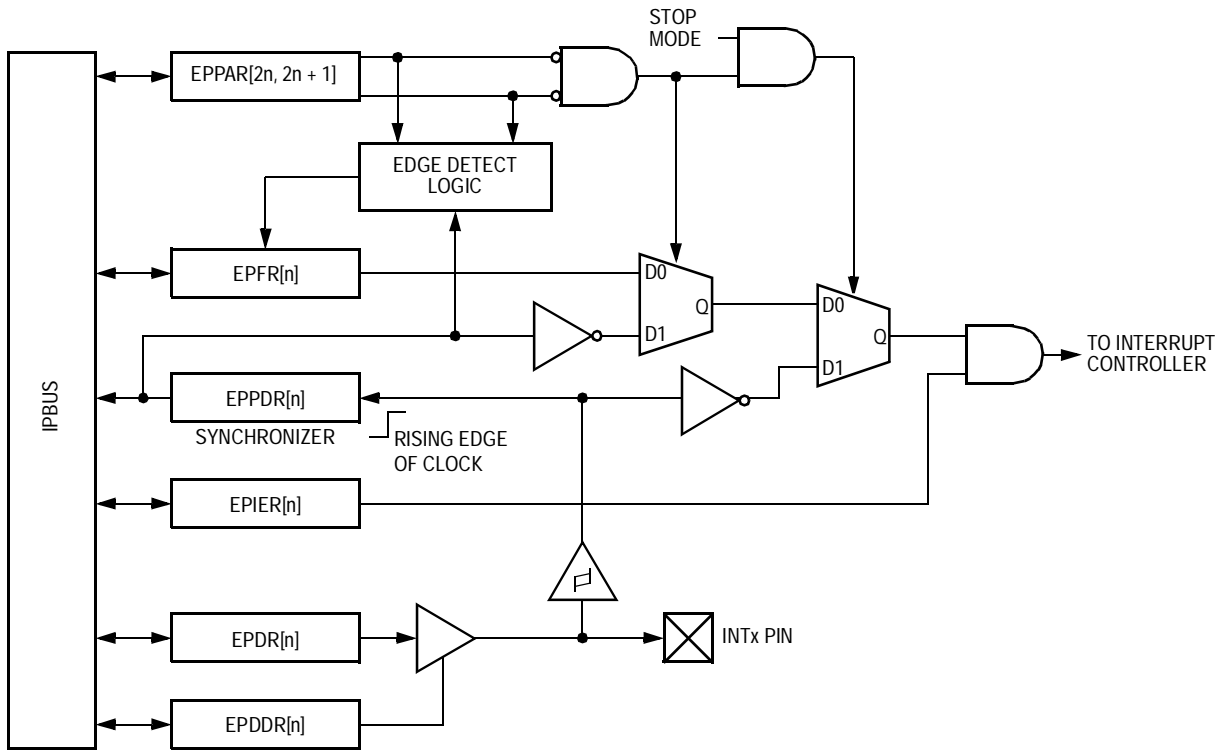 STOP
MODE
EPPAR[2n, 2n + 1]
EDGE DETECT
LOGIC
EPFR[n]
D0
Q
D1
D0
Q
D1
TO INTERRUPT
CONTROLLER
IPBUS
EPPDR[n]
SYNCHRONIZER
RISING EDGE
OF CLOCK
EPIER[n]
EPDR[n]
INTx PIN
EPDDR[n]